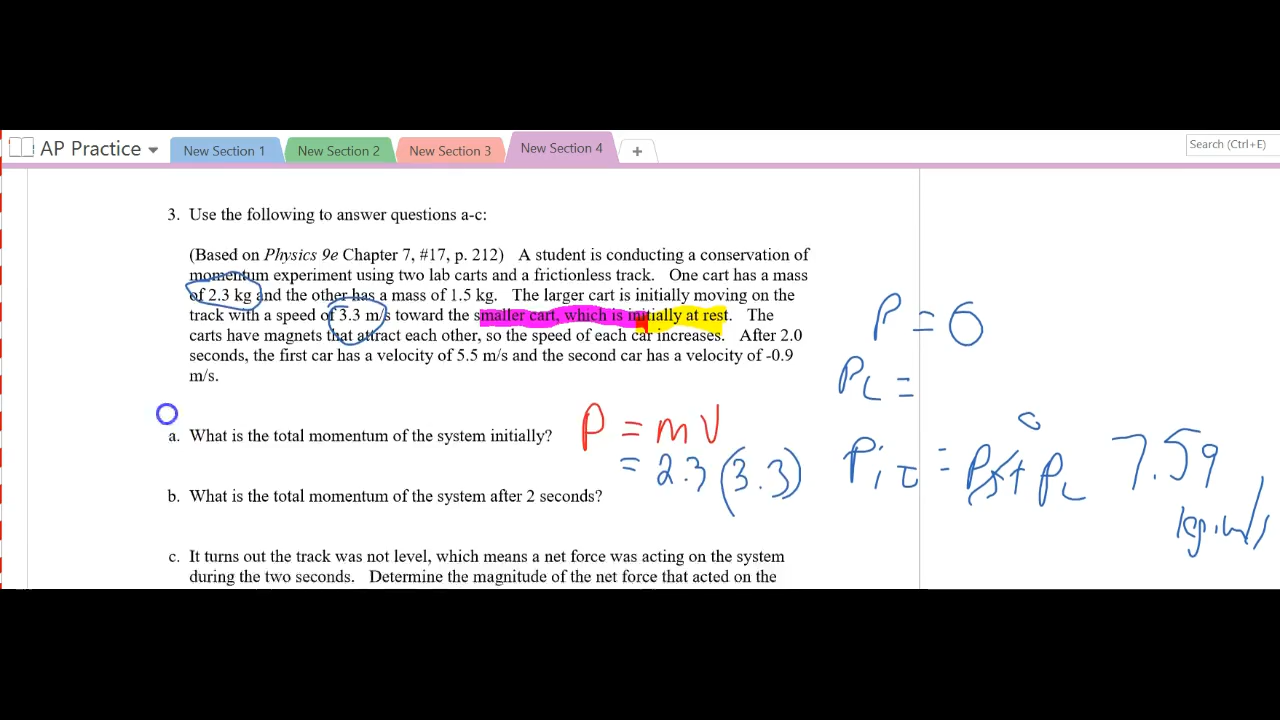 AP Practice
New Section 1
New Section 2
New Section 3
New Section 4
+
Search (Ctrl+E)
3. Use the following to answer questions a-c:
(Based on Physics 9e Chapter 7, #17, p. 212) A student is conducting a conservation of
momentum experiment using two lab carts and a frictionless track. One cart has a mass
of 2.3 kg and the other has a mass of 1.5 kg. The larger cart is initially moving on the
track with a speed of 3.3 m/s toward the smaller cart, which is initially at rest. The
carts have magnets that attract each other, so the speed of each car increases. After 2.0
seconds, the first car has a velocity of 5.5 m/s and the second car has a velocity of -0.9
m/s.
P = 0
PL =
a. What is the total momentum of the system initially?
P = mV
= 2.3 (3.3)
PiT = Ps + PL
0
7.59
kg.m/s
b. What is the total momentum of the system after 2 seconds?
c. It turns out the track was not level, which means a net force was acting on the system
during the two seconds. Determine the magnitude of the net force that acted on the